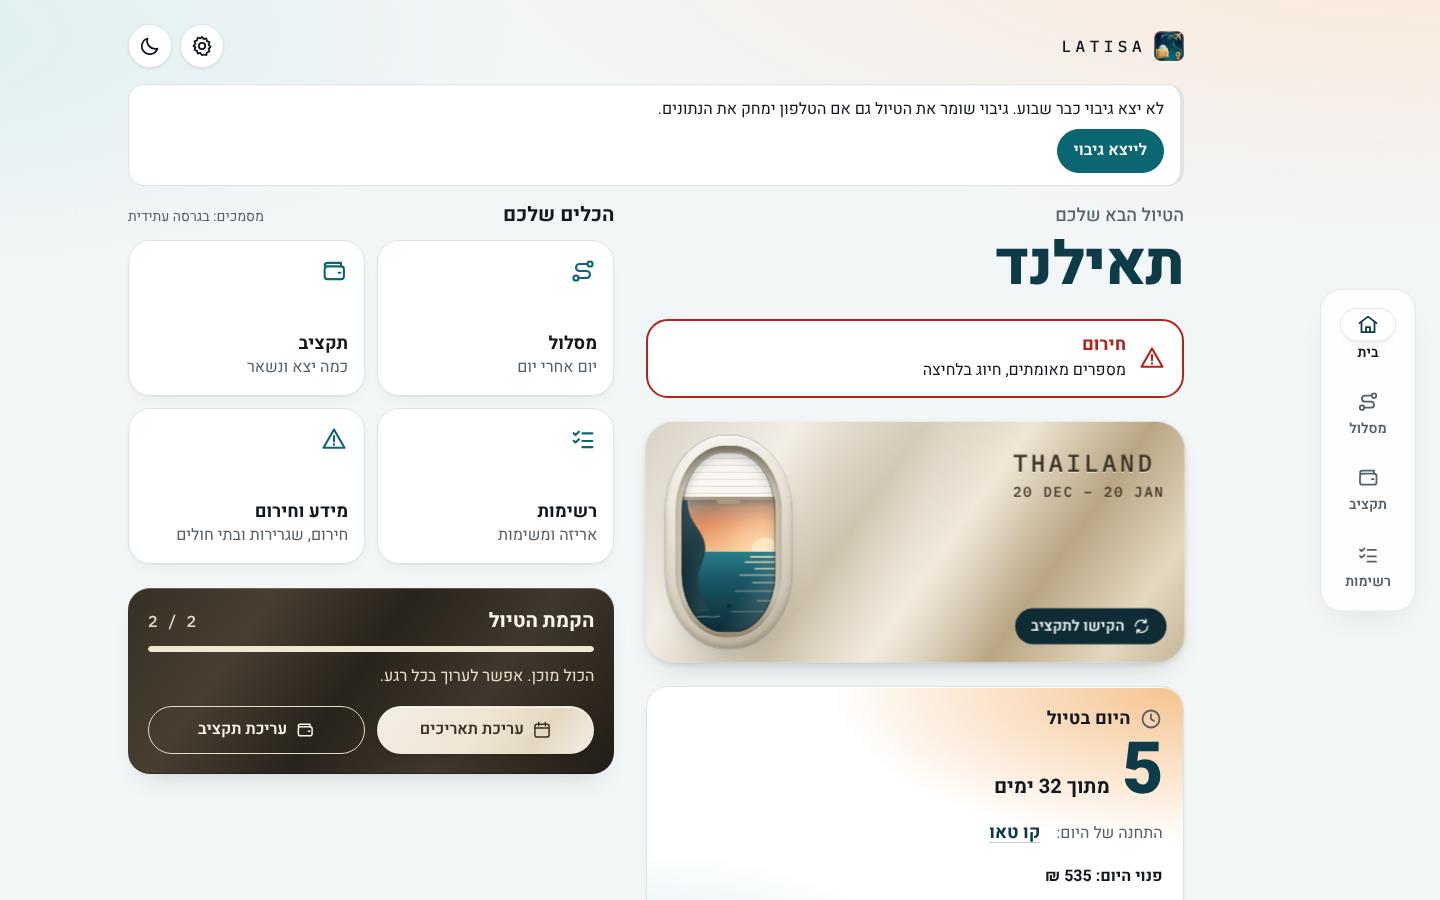 LATISA
לא יצא גיבוי כבר שבוע. גיבוי שומר את הטיול גם אם הטלפון ימחק את הנתונים.
לייצא גיבוי
הטיול הבא שלכם
תאילנד
חירום
מספרים מאומתים, חיוג בלחיצה
THAILAND
20 DEC – 20 JAN
הקישו לתקציב
היום בטיול
5 מתוך 32 ימים
התחנה של היום: קו טאו
פנוי היום: 535 ₪
הכלים שלכם
מסמכים: בגרסה עתידית
מסלול
יום אחרי יום
תקציב
כמה יצא ונשאר
רשימות
אריזה ומשימות
מידע וחירום
חירום, שגרירות ובתי חולים
הקמת הטיול
2 / 2
הכול מוכן. אפשר לערוך בכל רגע.
עריכת תאריכים
עריכת תקציב
בית
מסלול
תקציב
רשימות